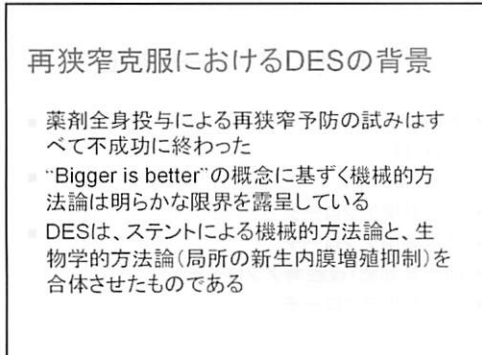 再狭窄克服におけるDESの背景
薬剤全身投与による再狭窄予防の試みはす
べて不成功に終わった
“Bigger is better”の概念に基ずく機械的方
法論は明らかな限界を露呈している
DESは、ステントによる機械的方法論と、生
物学的方法論(局所の新生内膜増殖抑制)を
合体させたものである